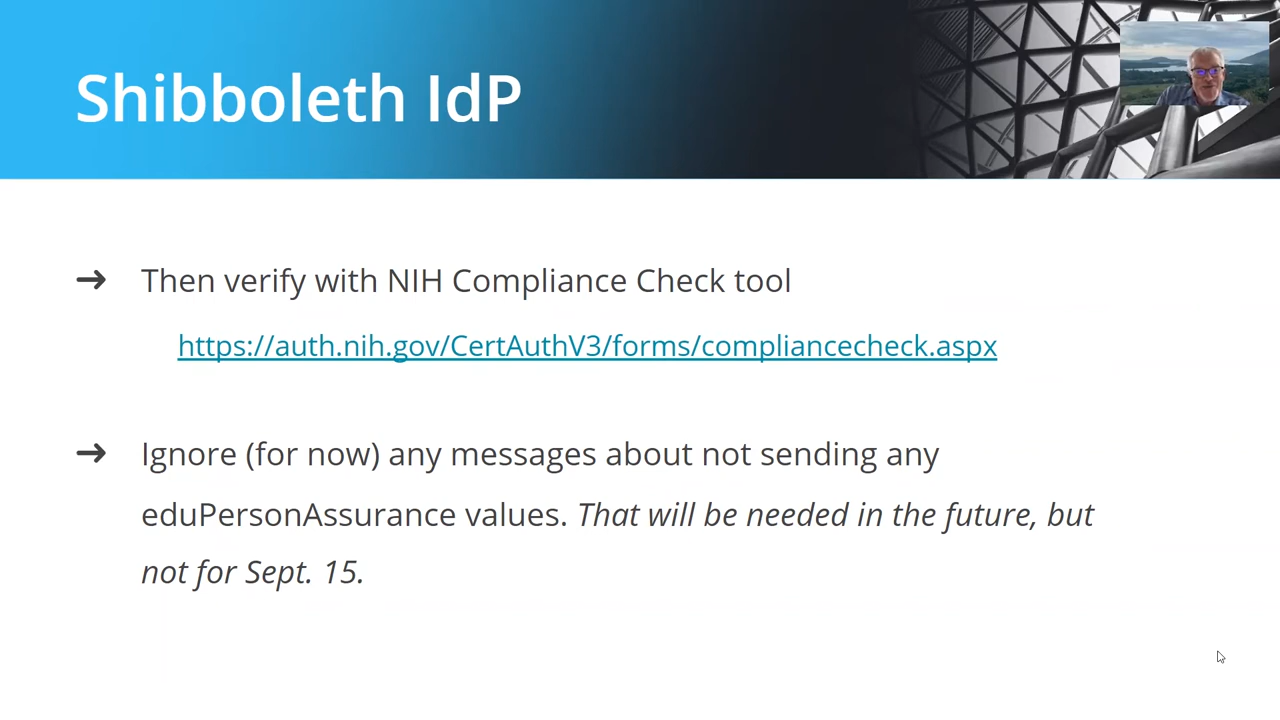 Shibboleth IdP
➔ Then verify with NIH Compliance Check tool
https://auth.nih.gov/CertAuthV3/forms/compliancecheck.aspx
➔ Ignore (for now) any messages about not sending any
eduPersonAssurance values. That will be needed in the future, but
not for Sept. 15.